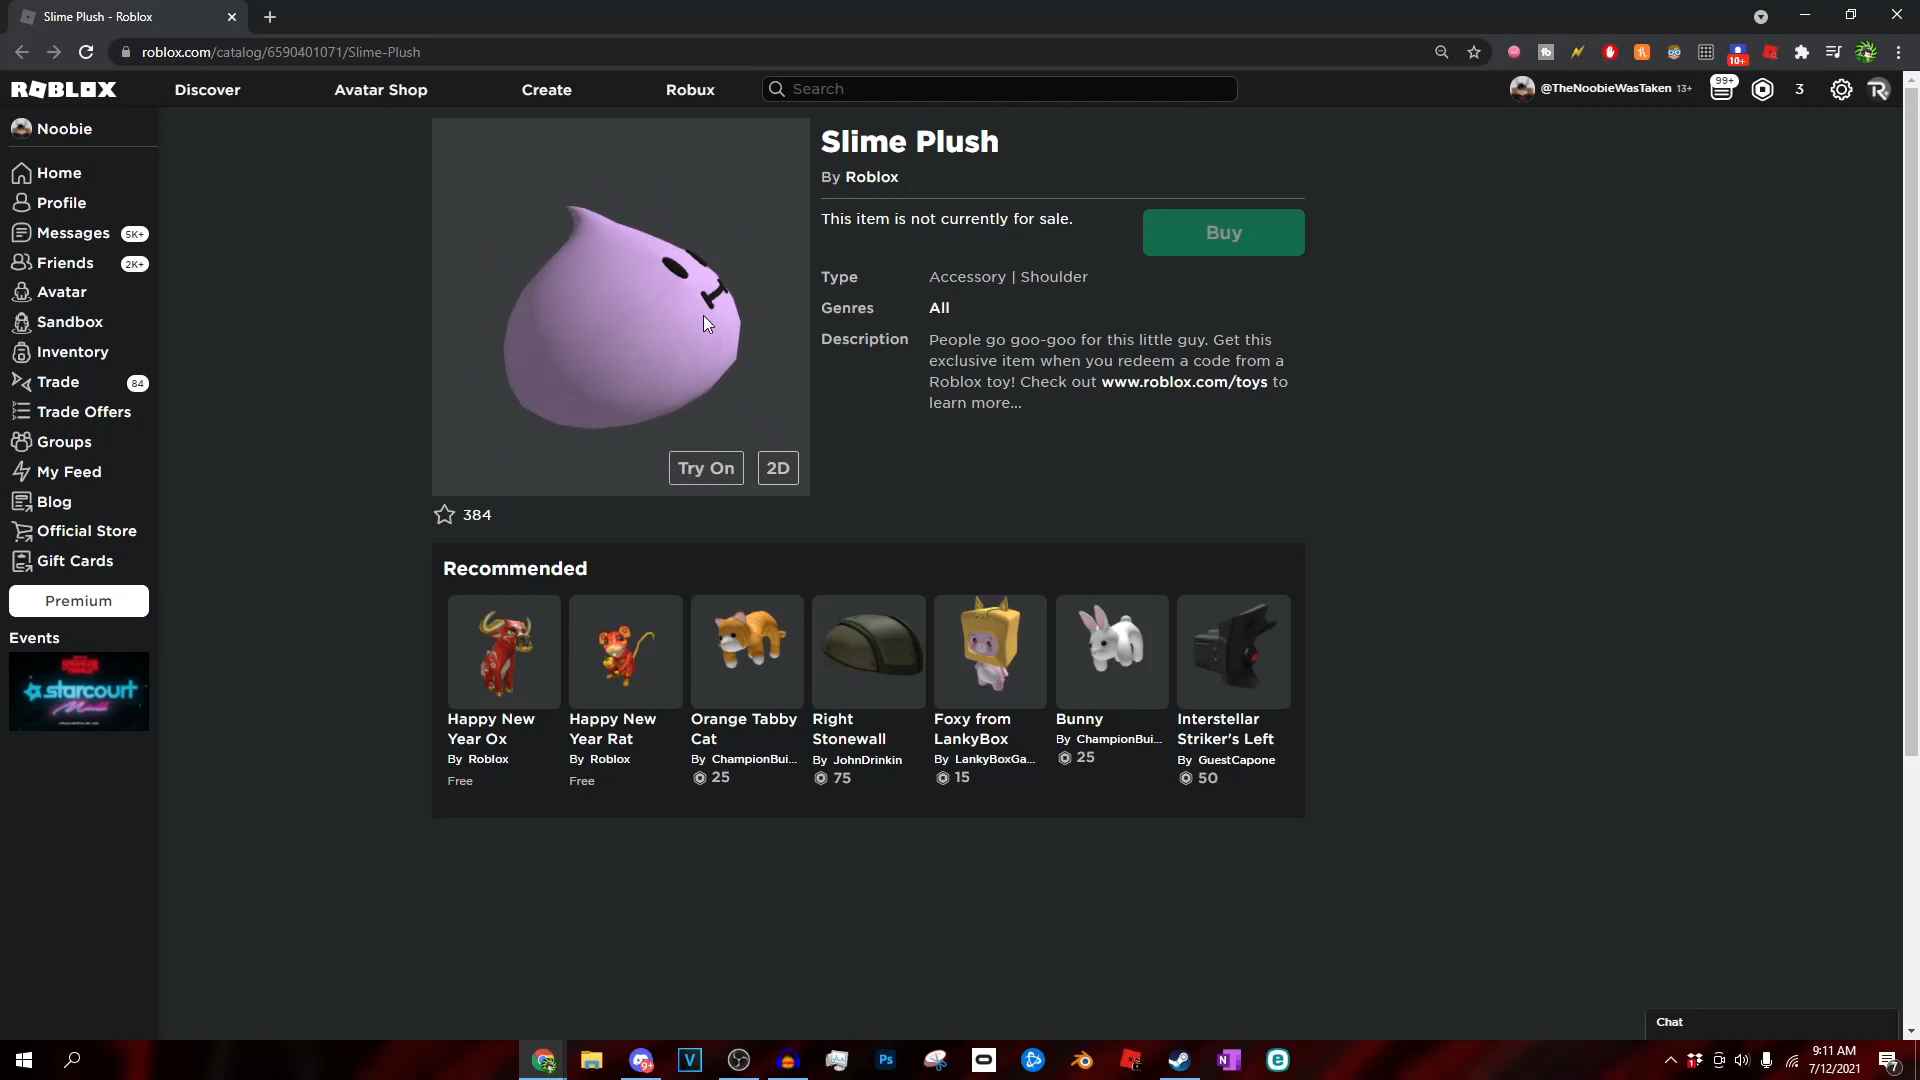 Slime Plush - Roblox
roblox.com/catalog/6590401071/Slime-Plush
10+
ROBLOX
Discover
Avatar Shop
Create
Robux
Search
@TheNoobieWasTaken 13+
99+
3
Noobie
Home
Profile
Messages 5K+
Friends 2K+
Avatar
Sandbox
Inventory
Trade 84
Trade Offers
Groups
My Feed
Blog
Official Store
Gift Cards
Premium
Events
starcourt
Slime Plush
By Roblox
This item is not currently for sale.
Buy
Type Accessory | Shoulder
Genres All
Description People go goo-goo for this little guy. Get this
exclusive item when you redeem a code from a
Roblox toy! Check out www.roblox.com/toys to
learn more...
Try On
2D
384
Recommended
Happy New
Year Ox
By Roblox
Free
Happy New
Year Rat
By Roblox
Free
Orange Tabby
Cat
By ChampionBui...
25
Right
Stonewall
By JohnDrinkin
75
Foxy from
LankyBox
By LankyBoxGa...
15
Bunny
By ChampionBui...
25
Interstellar
Striker's Left
By GuestCapone
50
Chat
9+
V
Ps
N
9:11 AM
7/12/2021
7